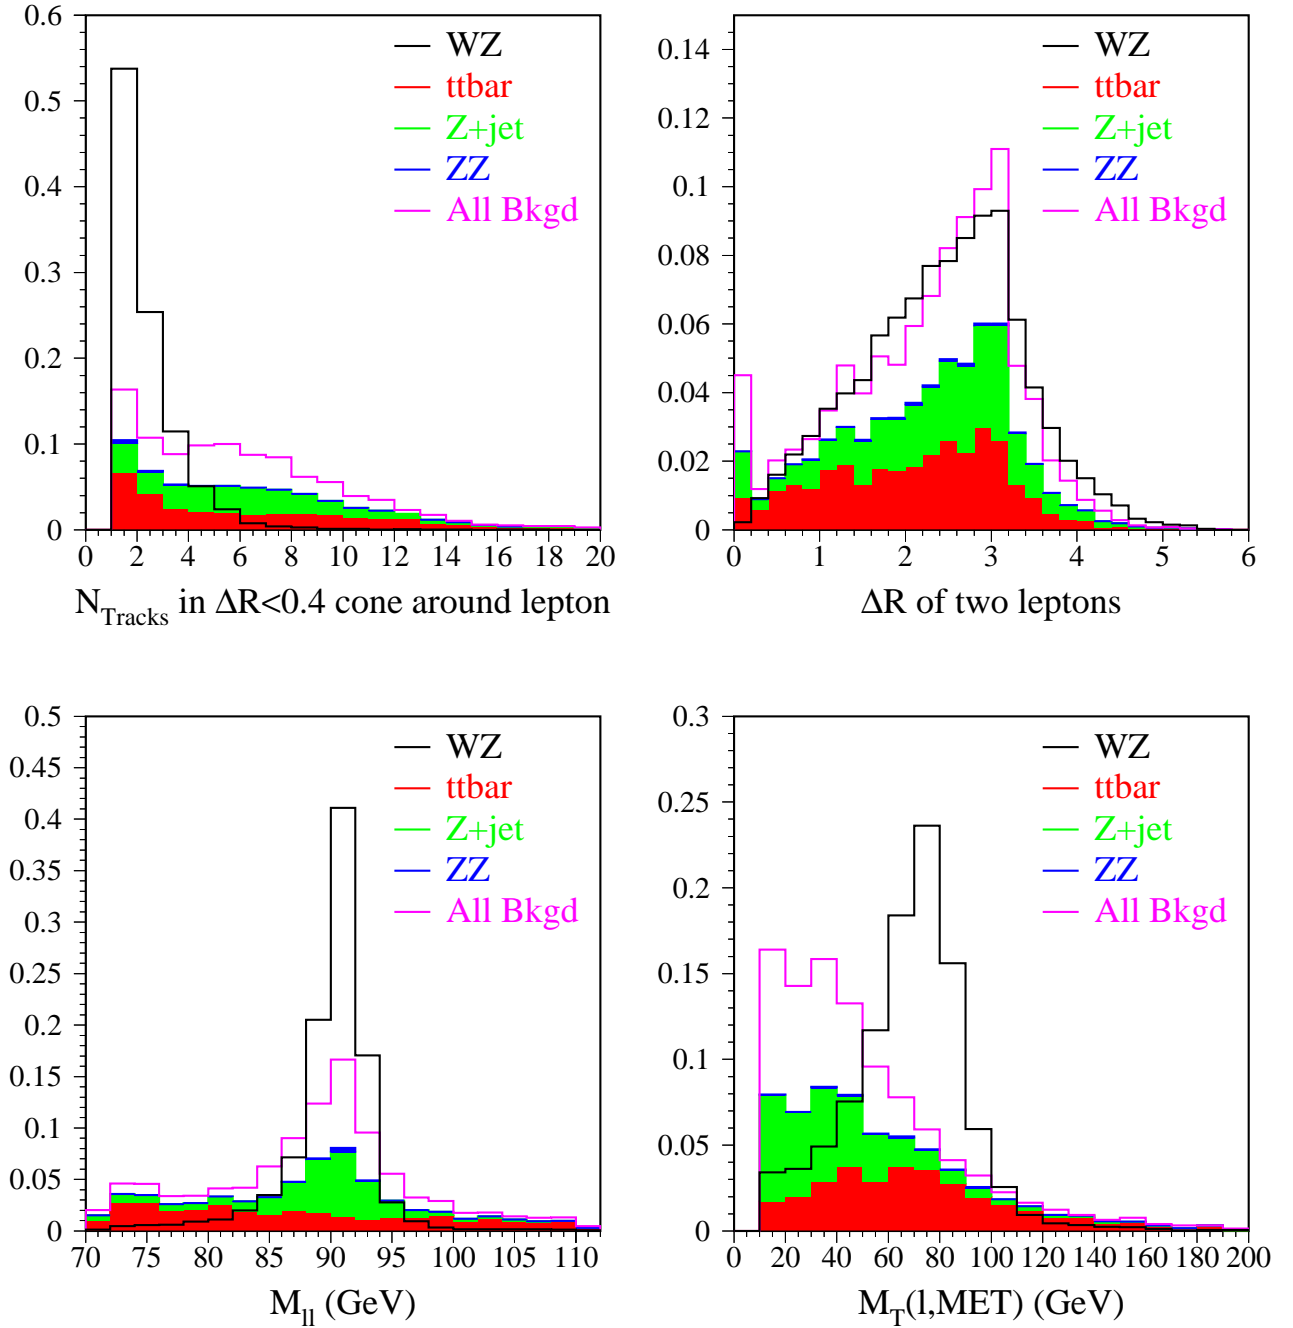 0.6
0.5
0.4
0.3
0.2
0.1
0
WZ
ttbar
Z+jet
ZZ
All Bkgd
0 2 4 6 8 10 12 14 16 18 20
N_Tracks in ΔR<0.4 cone around lepton
0.14
0.12
0.1
0.08
0.06
0.04
0.02
0
WZ
ttbar
Z+jet
ZZ
All Bkgd
0 1 2 3 4 5 6
ΔR of two leptons
0.5
0.45
0.4
0.35
0.3
0.25
0.2
0.15
0.1
0.05
0
WZ
ttbar
Z+jet
ZZ
All Bkgd
70 75 80 85 90 95 100 105 110
M_ll (GeV)
0.3
0.25
0.2
0.15
0.1
0.05
0
WZ
ttbar
Z+jet
ZZ
All Bkgd
0 20 40 60 80 100 120 140 160 180 200
M_T(l,MET) (GeV)